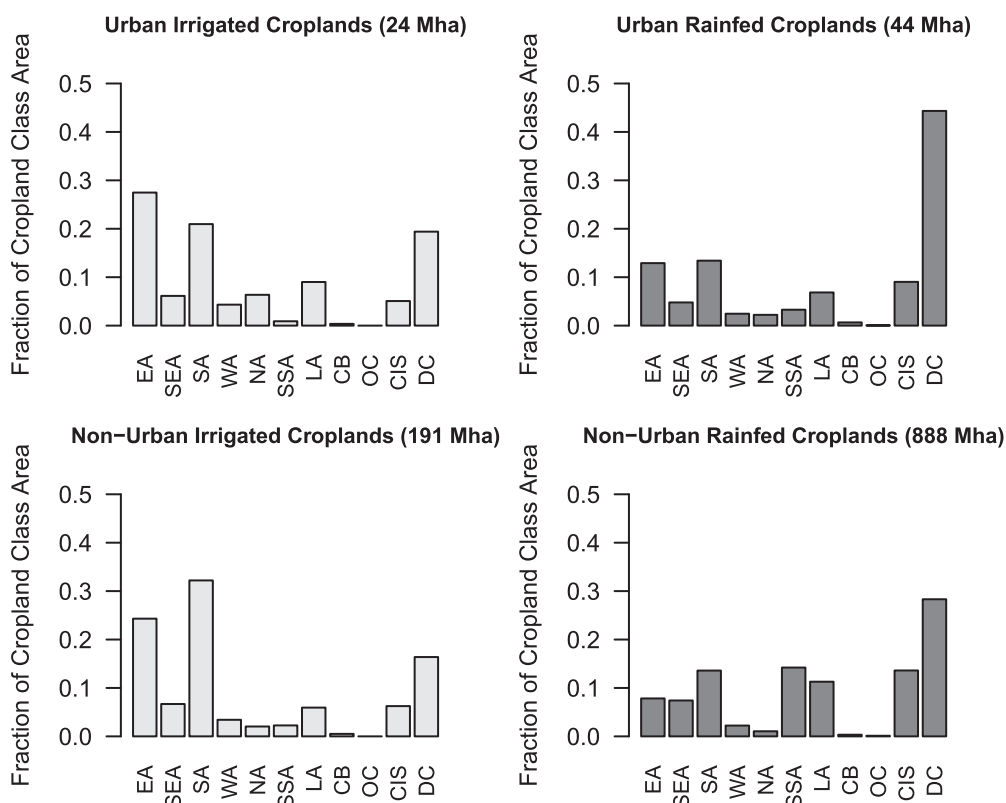 Urban Irrigated Croplands (24 Mha)
Fraction of Cropland Class Area
0.5
0.4
0.3
0.2
0.1
0.0
EA
SEA
SA
WA
NA
SSA
LA
CB
OC
CIS
DC
Urban Rainfed Croplands (44 Mha)
Fraction of Cropland Class Area
0.5
0.4
0.3
0.2
0.1
0.0
EA
SEA
SA
WA
NA
SSA
LA
CB
OC
CIS
DC
Non−Urban Irrigated Croplands (191 Mha)
Fraction of Cropland Class Area
0.5
0.4
0.3
0.2
0.1
0.0
EA
SEA
SA
WA
NA
SSA
LA
CB
OC
CIS
DC
Non−Urban Rainfed Croplands (888 Mha)
Fraction of Cropland Class Area
0.5
0.4
0.3
0.2
0.1
0.0
EA
SEA
SA
WA
NA
SSA
LA
CB
OC
CIS
DC